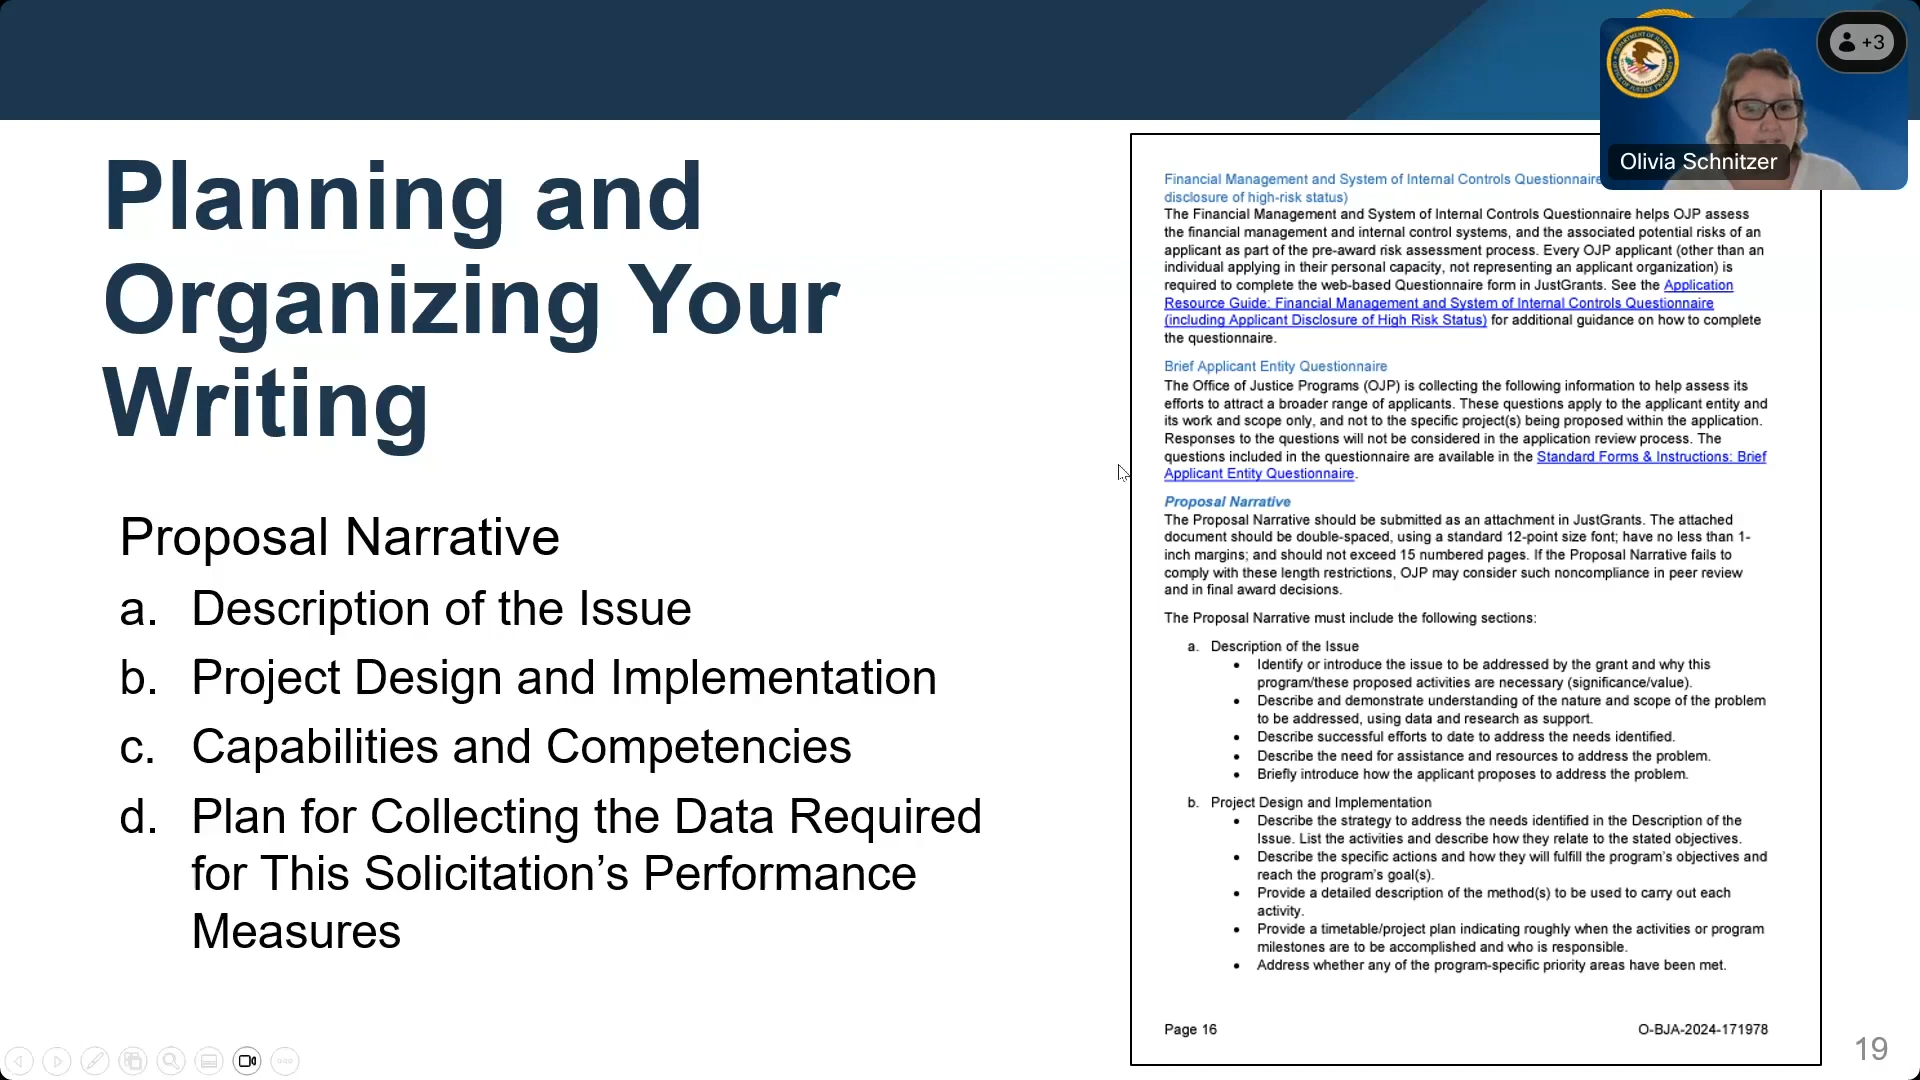 Planning and
Organizing Your
Writing
Proposal Narrative
a. Description of the Issue
b. Project Design and Implementation
c. Capabilities and Competencies
d. Plan for Collecting the Data Required
for This Solicitation’s Performance
Measures
+3
Olivia Schnitzer
Financial Management and System of Internal Controls Questionnaire
disclosure of high-risk status)
The Financial Management and System of Internal Controls Questionnaire helps OJP assess
the financial management and internal control systems, and the associated potential risks of an
applicant as part of the pre-award risk assessment process. Every OJP applicant (other than an
individual applying in their personal capacity, not representing an applicant organization) is
required to complete the web-based Questionnaire form in JustGrants. See the Application
Resource Guide: Financial Management and System of Internal Controls Questionnaire
(including Applicant Disclosure of High Risk Status) for additional guidance on how to complete
the questionnaire.
Brief Applicant Entity Questionnaire
The Office of Justice Programs (OJP) is collecting the following information to help assess its
efforts to attract a broader range of applicants. These questions apply to the applicant entity and
its work and scope only, and not to the specific project(s) being proposed within the application.
Responses to the questions will not be considered in the application review process. The
questions included in the questionnaire are available in the Standard Forms & Instructions: Brief
Applicant Entity Questionnaire.
Proposal Narrative
The Proposal Narrative should be submitted as an attachment in JustGrants. The attached
document should be double-spaced, using a standard 12-point size font; have no less than 1-
inch margins; and should not exceed 15 numbered pages. If the Proposal Narrative fails to
comply with these length restrictions, OJP may consider such noncompliance in peer review
and in final award decisions.
The Proposal Narrative must include the following sections:
a. Description of the Issue
• Identify or introduce the issue to be addressed by the grant and why this
program/these proposed activities are necessary (significance/value).
• Describe and demonstrate understanding of the nature and scope of the problem
to be addressed, using data and research as support.
• Describe successful efforts to date to address the needs identified.
• Describe the need for assistance and resources to address the problem.
• Briefly introduce how the applicant proposes to address the problem.
b. Project Design and Implementation
• Describe the strategy to address the needs identified in the Description of the
Issue. List the activities and describe how they relate to the stated objectives.
• Describe the specific actions and how they will fulfill the program’s objectives and
reach the program’s goal(s).
• Provide a detailed description of the method(s) to be used to carry out each
activity.
• Provide a timetable/project plan indicating roughly when the activities or program
milestones are to be accomplished and who is responsible.
• Address whether any of the program-specific priority areas have been met.
Page 16
O-BJA-2024-171978
19